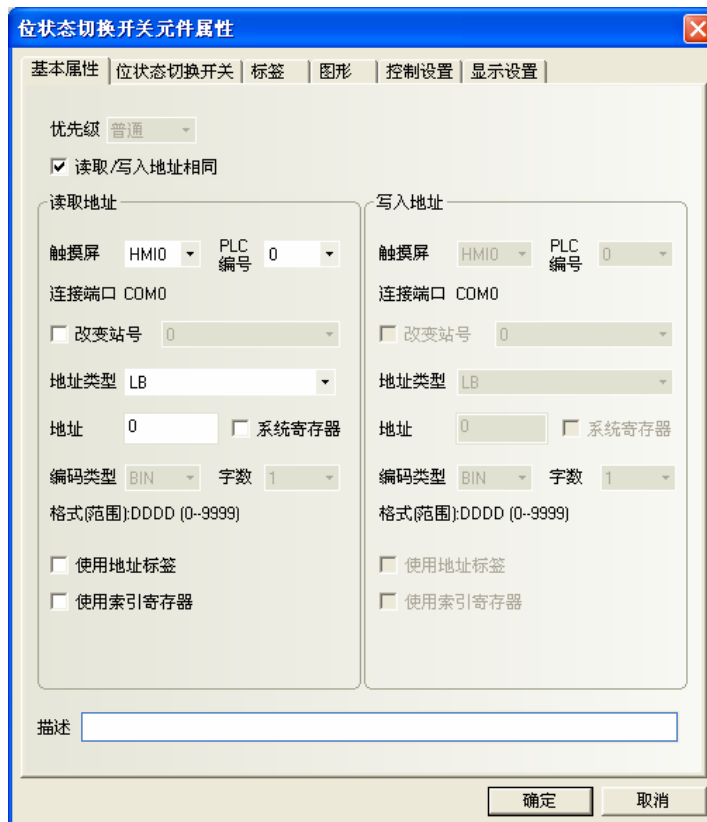 位状态切换开关元件属性
基本属性 位状态切换开关 标签 图形 控制设置 显示设置
优先级 普通
读取/写入地址相同
读取地址
触摸屏 HMI0 PLC编号 0
连接端口 COM0
改变站号 0
地址类型 LB
地址 0 系统寄存器
编码类型 BIN 字数 1
格式(范围):DDDD (0--9999)
使用地址标签
使用索引寄存器
写入地址
触摸屏 HMI0 PLC编号 0
连接端口 COM0
改变站号 0
地址类型 LB
地址 0 系统寄存器
编码类型 BIN 字数 1
格式(范围):DDDD (0--9999)
使用地址标签
使用索引寄存器
描述
确定 取消